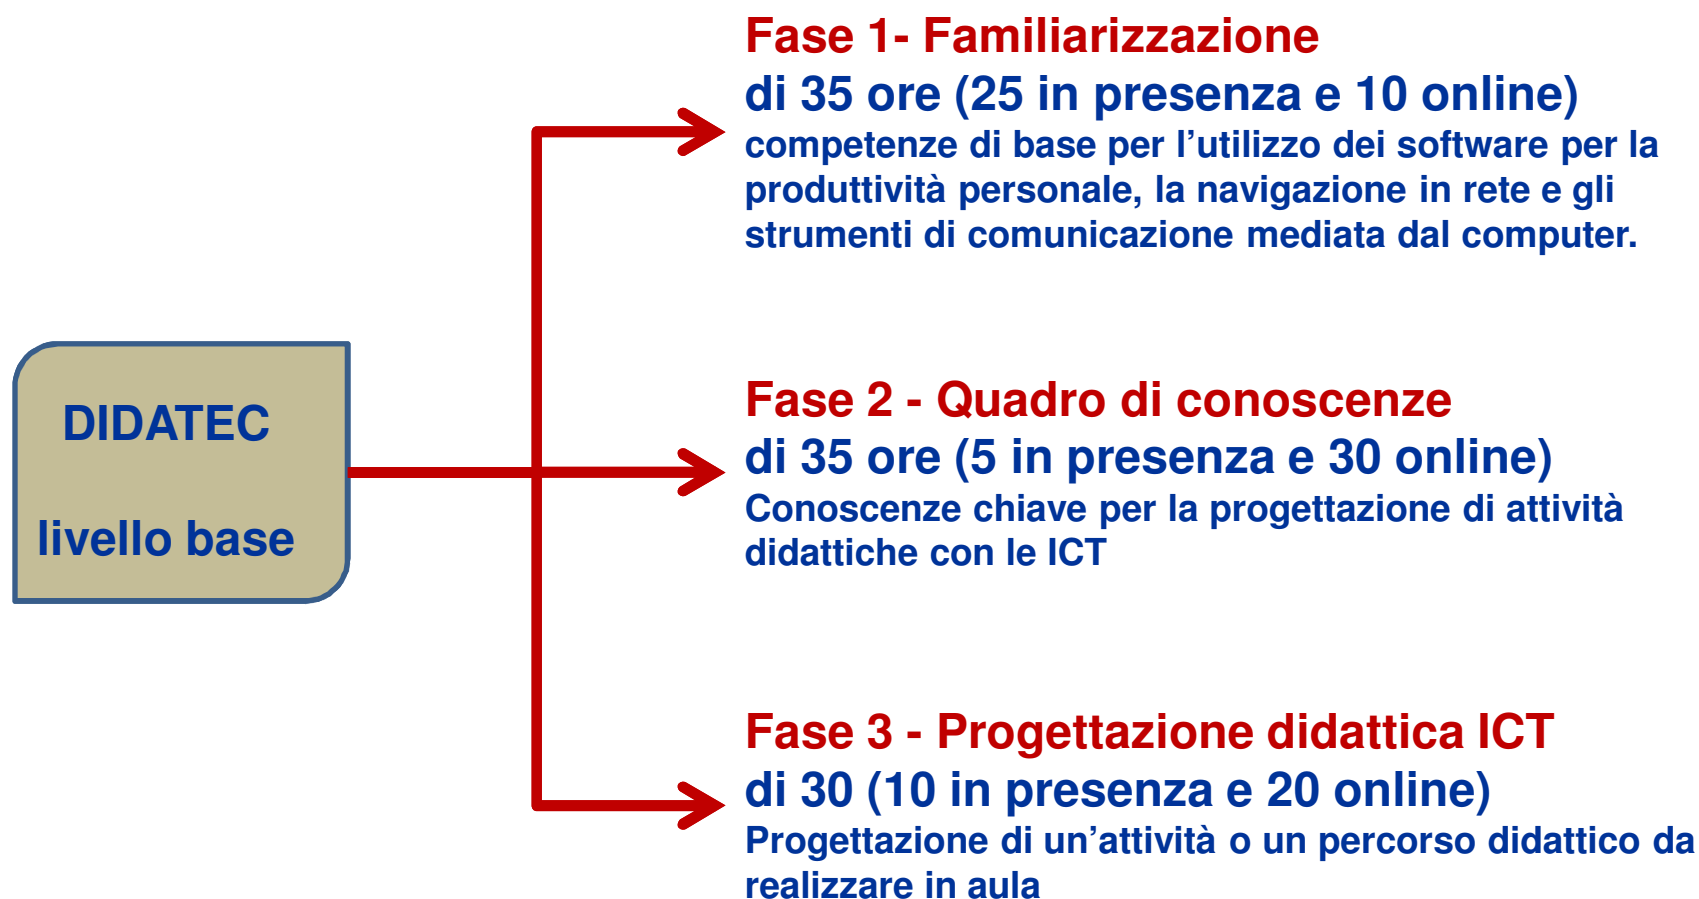 DIDATEC
livello base
Fase 1- Familiarizzazione
di 35 ore (25 in presenza e 10 online)
competenze di base per l’utilizzo dei software per la
produttività personale, la navigazione in rete e gli
strumenti di comunicazione mediata dal computer.
Fase 2 - Quadro di conoscenze
di 35 ore (5 in presenza e 30 online)
Conoscenze chiave per la progettazione di attività
didattiche con le ICT
Fase 3 - Progettazione didattica ICT
di 30 (10 in presenza e 20 online)
Progettazione di un’attività o un percorso didattico da
realizzare in aula